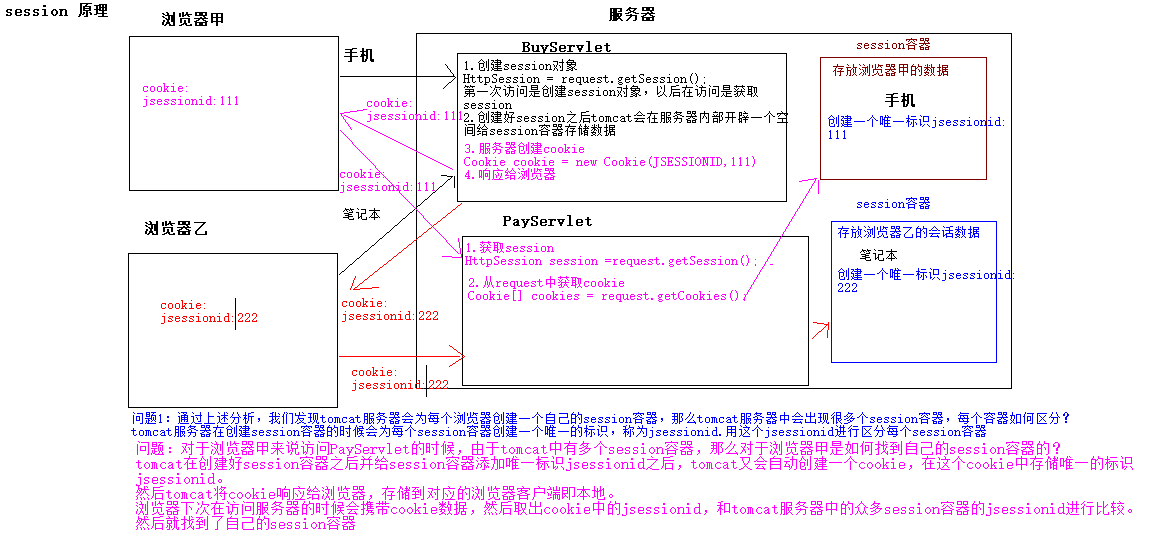 session 原理
浏览器甲
服务器
手机
cookie:
jsessionid:111
BuyServlet
1.创建session对象
HttpSession = request.getSession();
第一次访问是创建session对象，以后在访问是获取
session
2.创建好session之后tomcat会在服务器内部开辟一个空
间给session容器存储数据
3.服务器创建cookie
Cookie cookie = new Cookie(JSESSIONID,111)
4.响应给浏览器
cookie:
jsessionid:111
cookie:
jsessionid:111
session容器
存放浏览器甲的数据
手机
创建一个唯一标识jsessionid:
111
浏览器乙
笔记本
cookie:
jsessionid:222
PayServlet
1.获取session
HttpSession session =request.getSession();
2.从request中获取cookie
Cookie[] cookies = request.getCookies();
cookie:
jsessionid:222
cookie:
jsessionid:222
session容器
存放浏览器乙的会话数据
笔记本
创建一个唯一标识jsessionid:
222
问题1：通过上述分析，我们发现tomcat服务器会为每个浏览器创建一个自己的session容器，那么tomcat服务器中会出现很多个session容器，每个容器如何区分？
tomcat服务器在创建session容器的时候会为每个session容器创建一个唯一的标识，称为jsessionid.用这个jsessionid进行区分每个session容器
问题：对于浏览器甲来说访问PayServlet的时候，由于tomcat中有多个session容器，那么对于浏览器甲是如何找到自己的session容器的？
tomcat在创建好session容器之后并给session容器添加唯一标识jsessionid之后，tomcat又会自动创建一个cookie，在这个cookie中存储唯一的标识
jsessionid。
然后tomcat将cookie响应给浏览器，存储到对应的浏览器客户端即本地。
浏览器下次在访问服务器的时候会携带cookie数据，然后取出cookie中的jsessionid，和tomcat服务器中的众多session容器的jsessionid进行比较。
然后就找到了自己的session容器